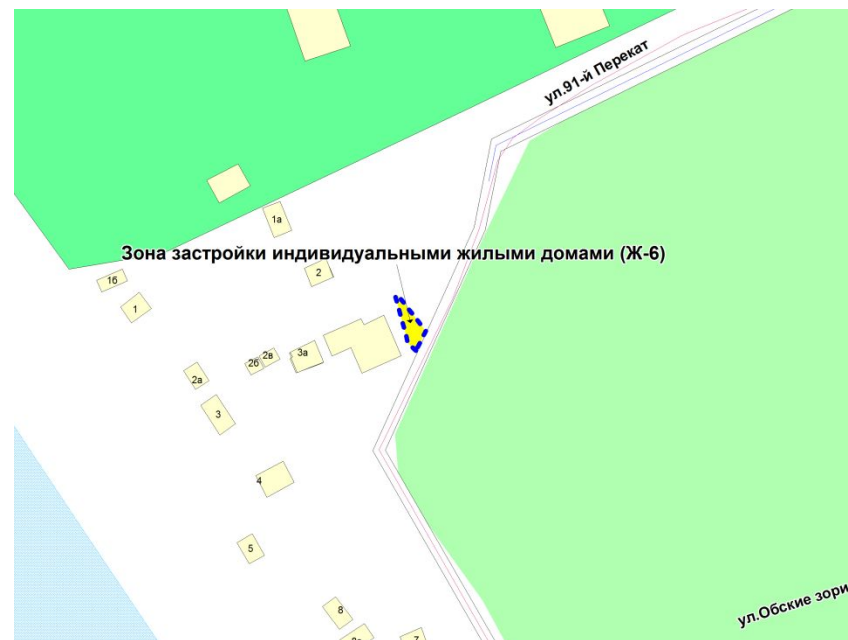 ул.91-й Перекат
1а
Зона застройки индивидуальными жилыми домами (Ж-6)
2
1б
1
2в
3а
2б
2а
3
4
5
8
7
ул.Обские зори